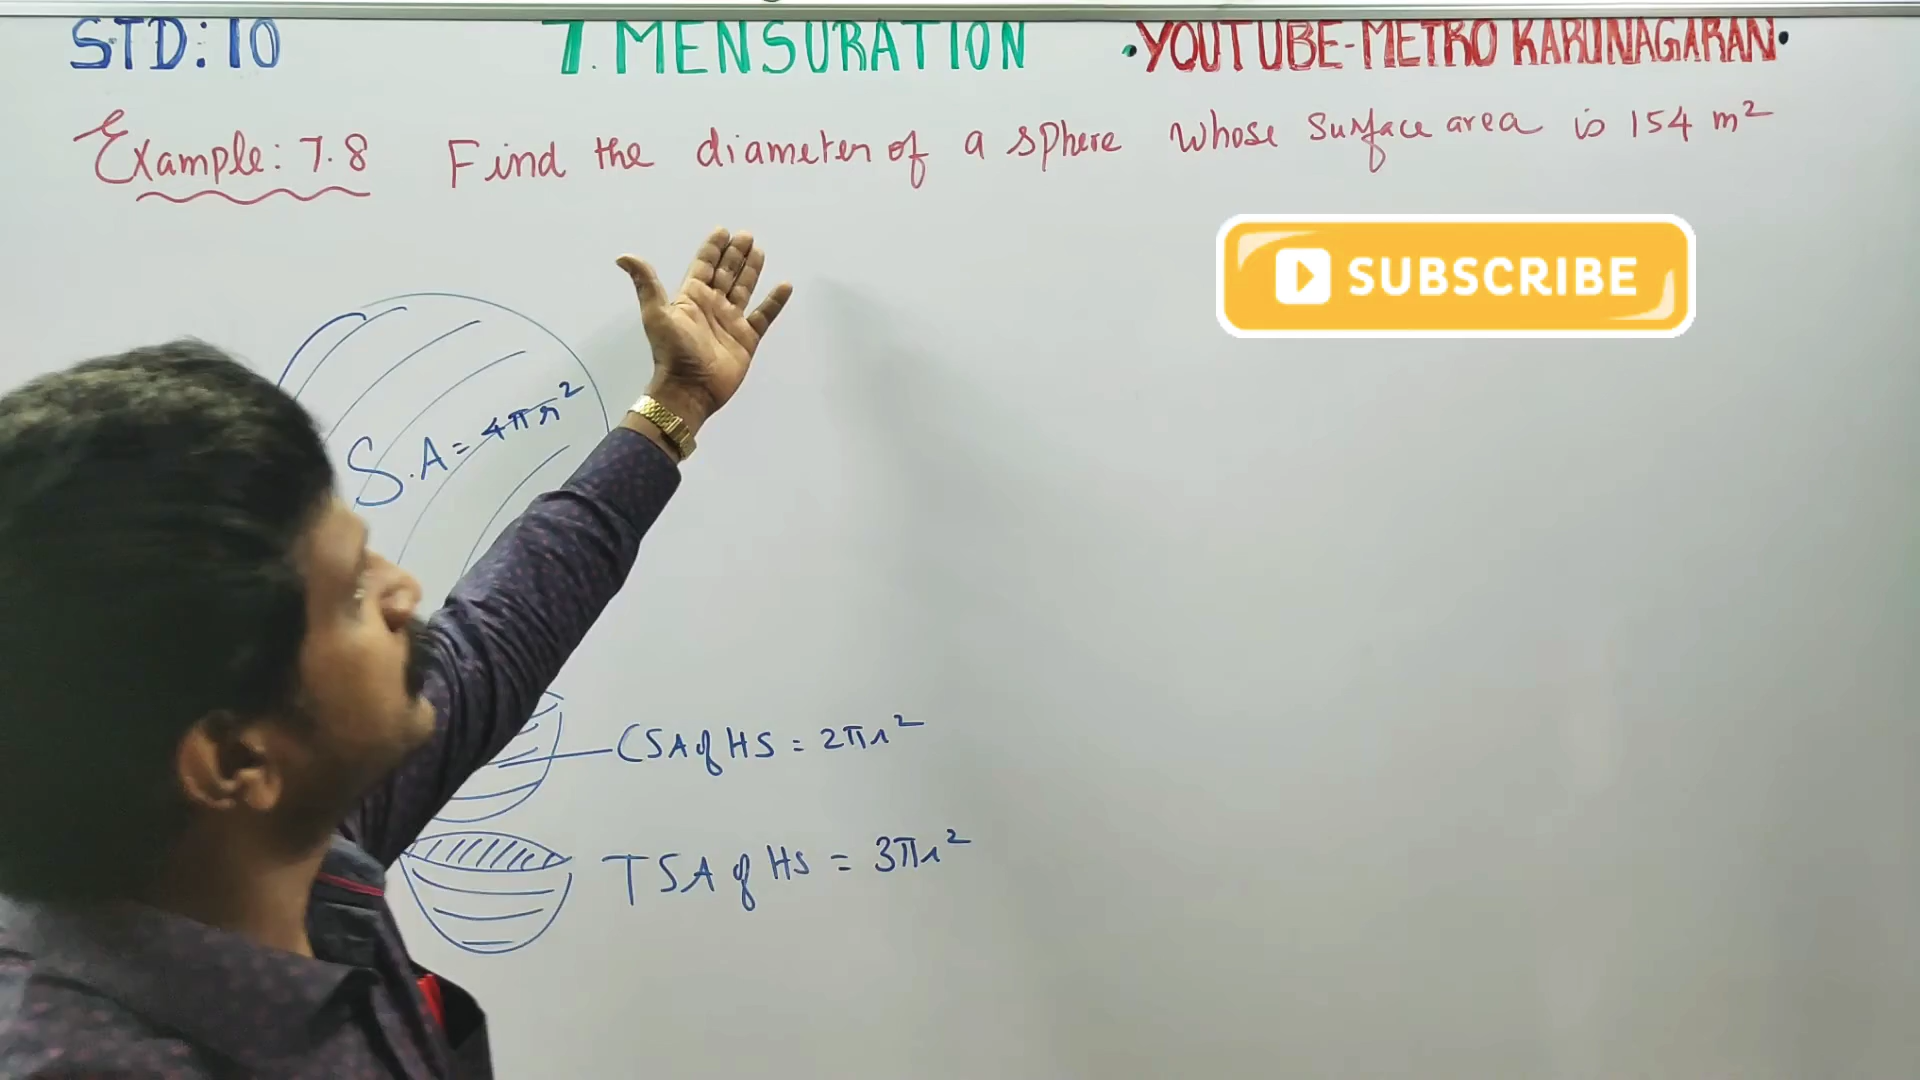 STD: 10 7. MENSURATION •YOUTUBE-METRO KARUNAGARAN•
Example: 7.8 Find the diameter of a sphere whose surface area is 154 m²
SUBSCRIBE
S.A = 4πr²
CSA of HS = 2πr²
TSA of HS = 3πr²